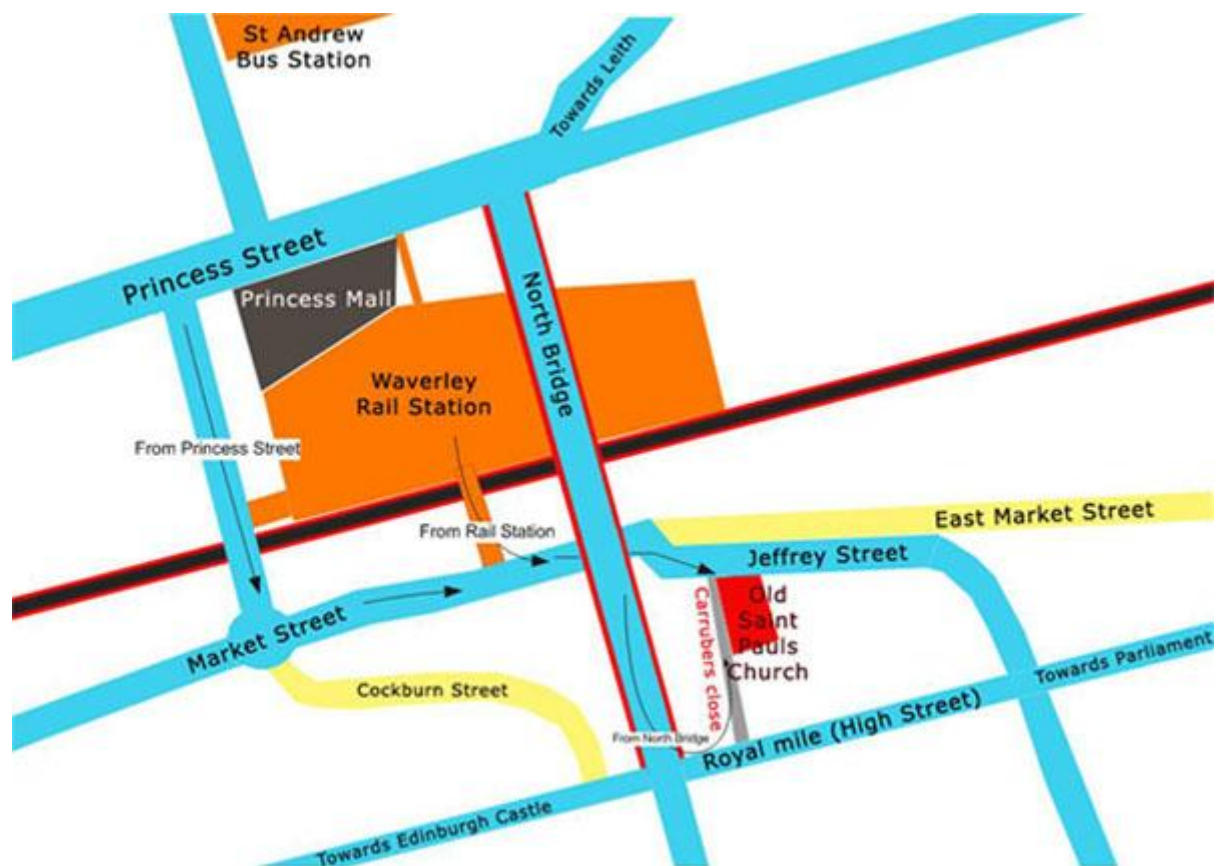 St Andrew
Bus Station
Towards Leith
Princess Street
Princess Mall
North Bridge
Waverley
Rail Station
From Princess Street
From Rail Station
East Market Street
Jeffrey Street
Market Street
Carrubers close
Old
Saint
Pauls
Church
Cockburn Street
Towards Parliament
From North Bridge
Royal mile (High Street)
Towards Edinburgh Castle